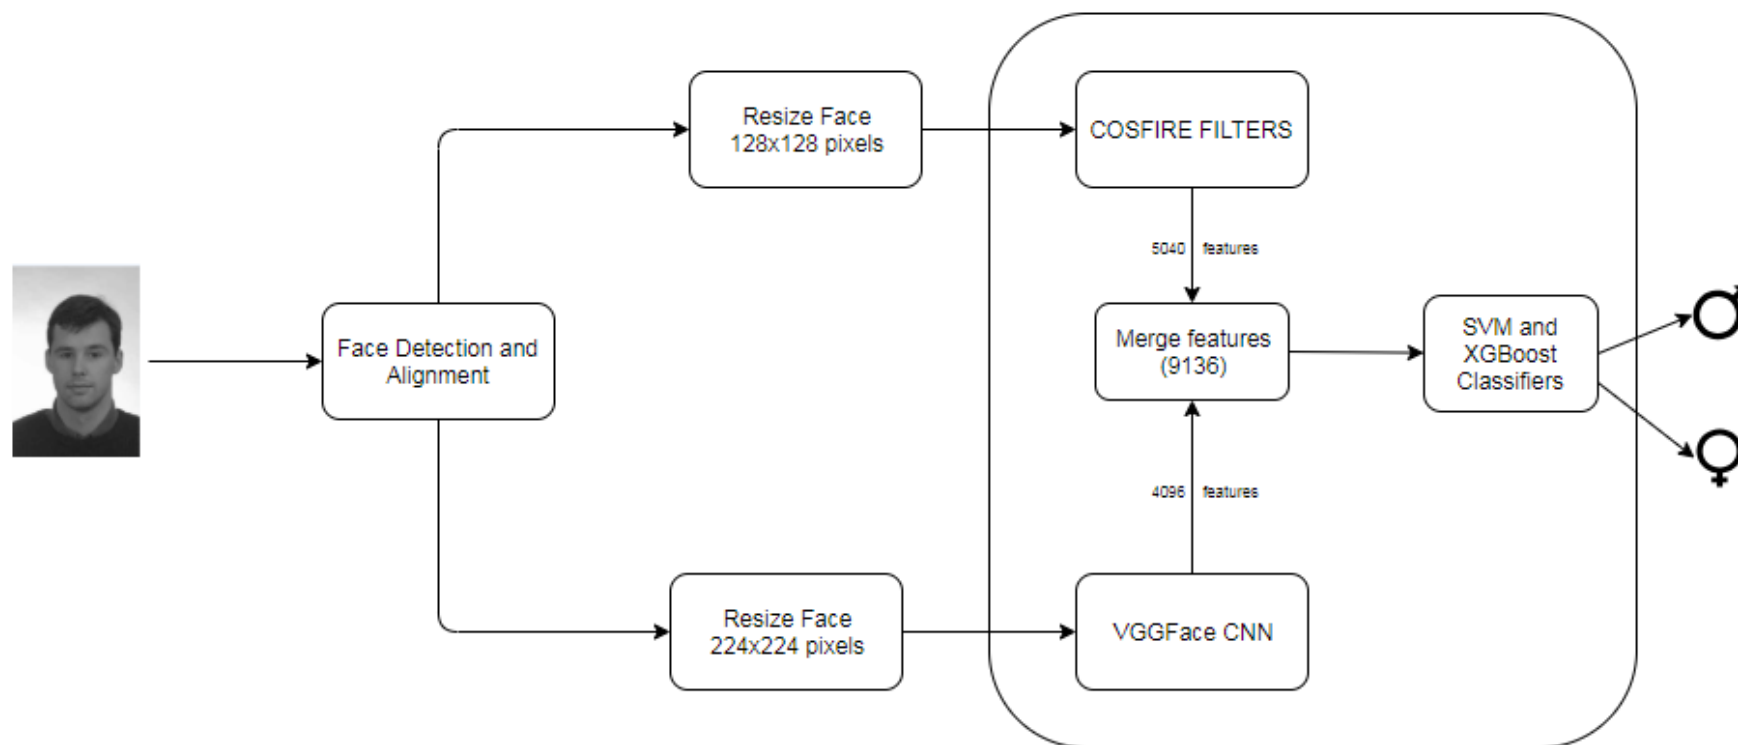 Resize Face
128x128 pixels
COSFIRE FILTERS
5040 features
Face Detection and
Alignment
Merge features
(9136)
SVM and
XGBoost
Classifiers
4096 features
Resize Face
224x224 pixels
VGGFace CNN